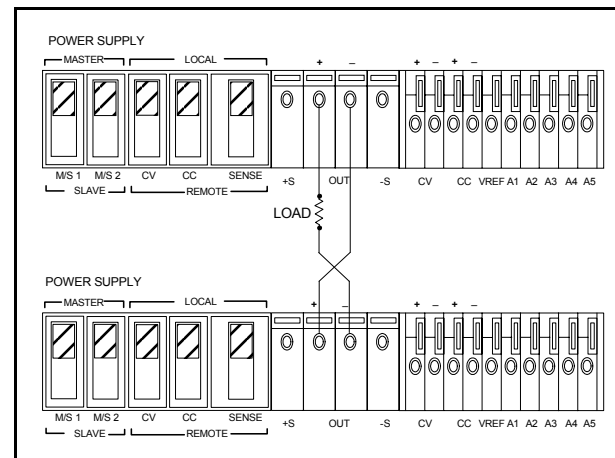 POWER SUPPLY
MASTER LOCAL
+ – + – + –
M/S 1 M/S 2 CV CC SENSE +S OUT -S CV CC VREF A1 A2 A3 A4 A5
SLAVE REMOTE
LOAD
POWER SUPPLY
MASTER LOCAL
+ – + – + –
M/S 1 M/S 2 CV CC SENSE +S OUT -S CV CC VREF A1 A2 A3 A4 A5
SLAVE REMOTE